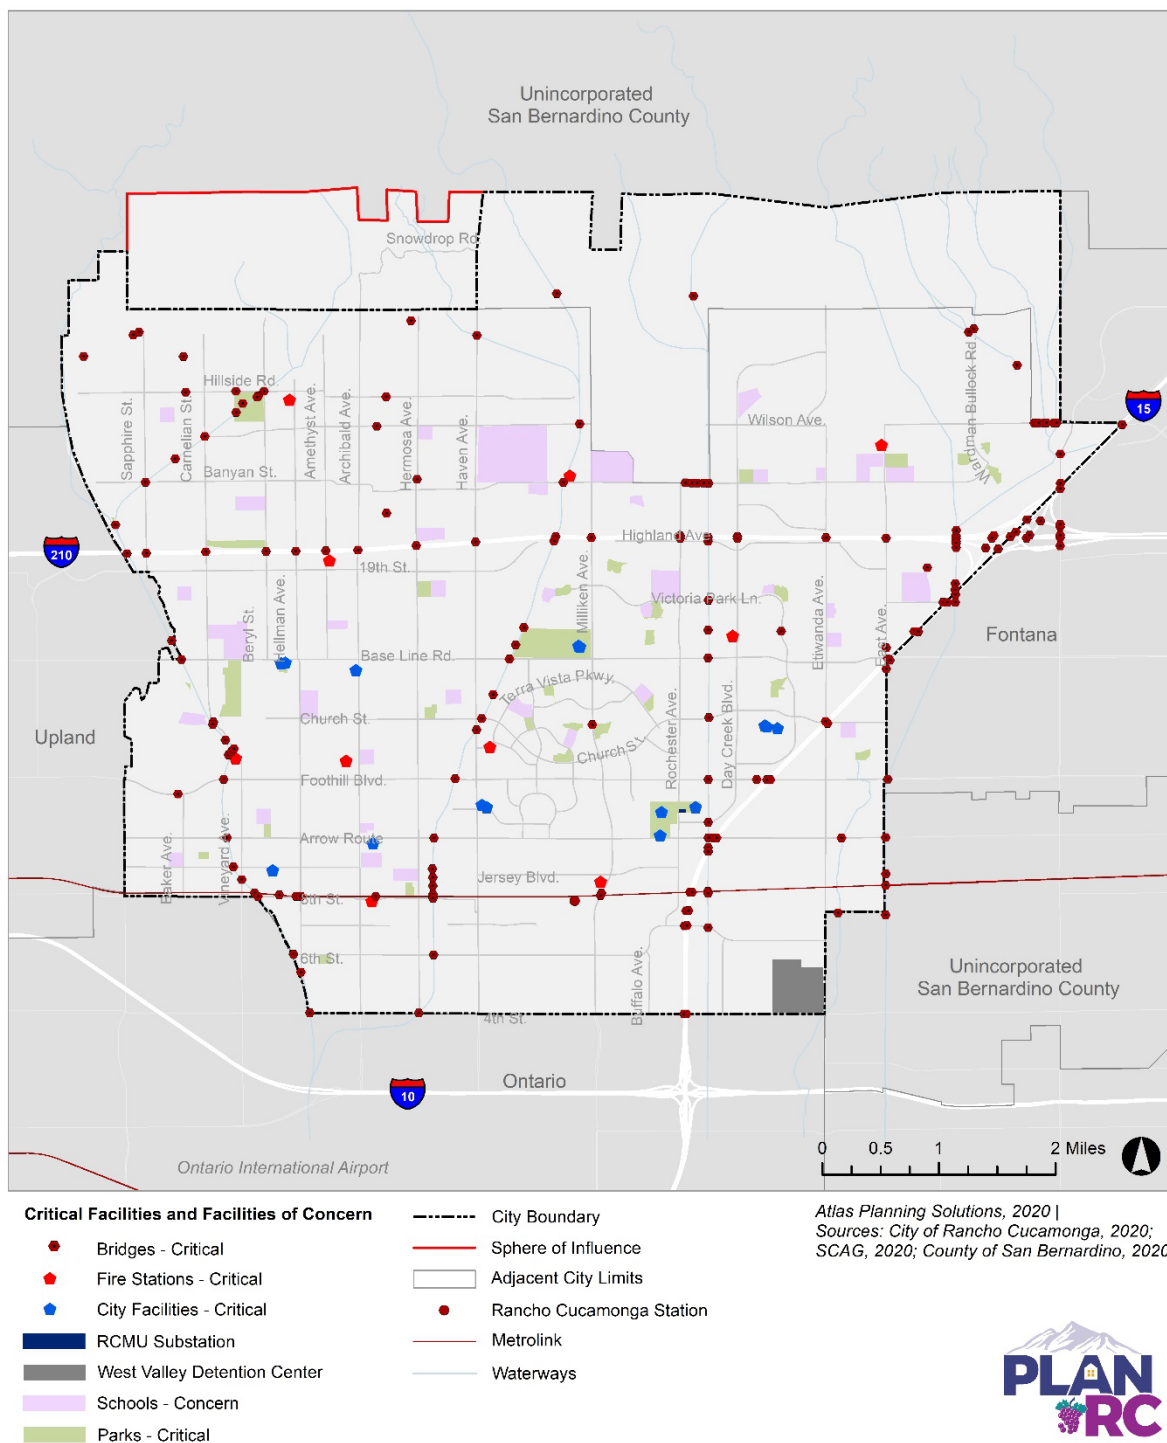 Unincorporated
San Bernardino County
Snowdrop Rd
Hillside Rd.
Sapphire St.
Carnelian St.
Amethyst Ave.
Archibald Ave.
Hermosa Ave.
Haven Ave.
Wilson Ave.
Wardman Bullock Rd.
15
Banyan St.
210
Highland Ave.
19th St.
Beryl St.
Hellman Ave.
Milliken Ave.
Victoria Park Ln.
Etiwanda Ave.
East Ave.
Fontana
Base Line Rd.
Terra Vista Pkwy.
Upland
Church St.
Church St.
Rochester Ave.
Day Creek Blvd.
Foothill Blvd.
Baker Ave.
Vineyard Ave.
Arrow Route
Jersey Blvd.
8th St.
6th St.
Buffalo Ave.
Unincorporated
San Bernardino County
4th St.
Ontario
10
Ontario International Airport
0 0.5 1 2 Miles
Critical Facilities and Facilities of Concern
Bridges - Critical
Fire Stations - Critical
City Facilities - Critical
RCMU Substation
West Valley Detention Center
Schools - Concern
Parks - Critical
City Boundary
Sphere of Influence
Adjacent City Limits
Rancho Cucamonga Station
Metrolink
Waterways
Atlas Planning Solutions, 2020 |
Sources: City of Rancho Cucamonga, 2020;
SCAG, 2020; County of San Bernardino, 2020
PLAN
RC